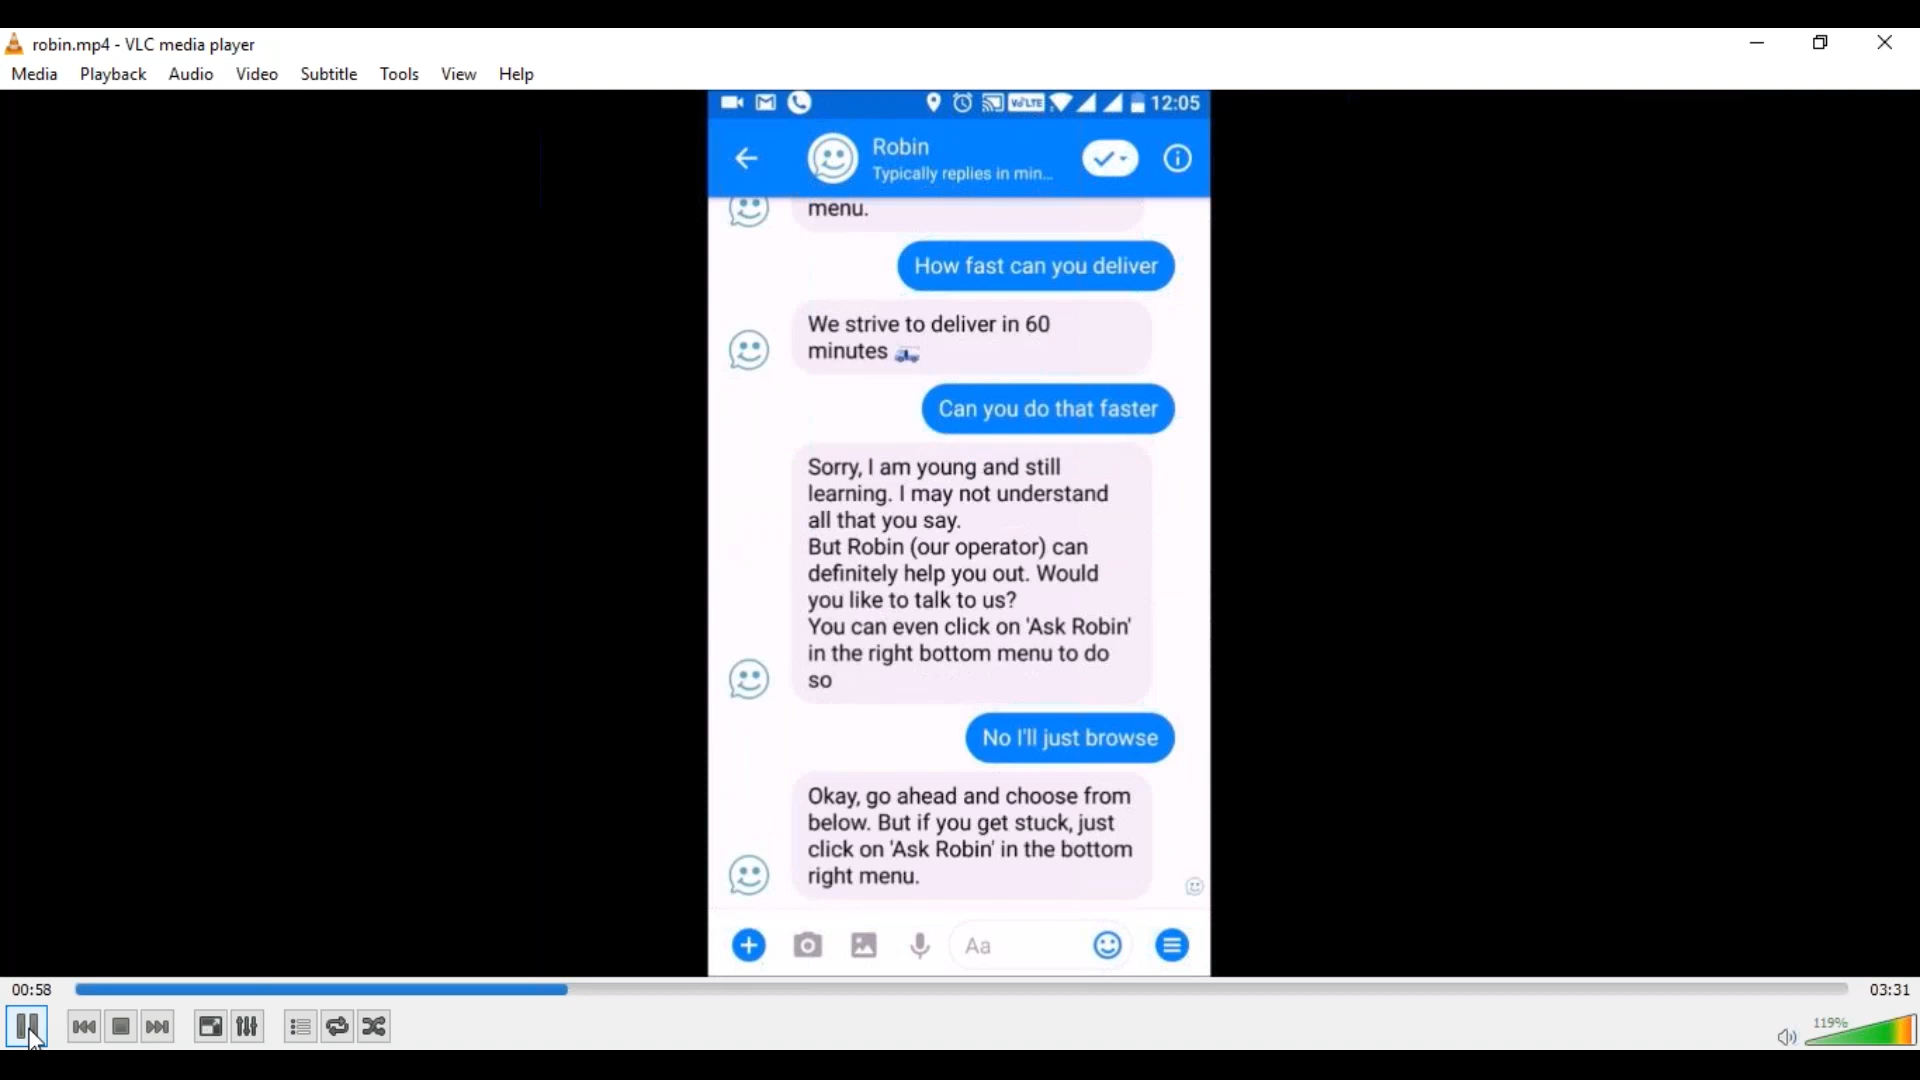 robin.mp4 - VLC media player
Media Playback Audio Video Subtitle Tools View Help
VoLTE 12:05
Robin
Typically replies in min...
menu.
How fast can you deliver
We strive to deliver in 60
minutes
Can you do that faster
Sorry, I am young and still
learning. I may not understand
all that you say.
But Robin (our operator) can
definitely help you out. Would
you like to talk to us?
You can even click on 'Ask Robin'
in the right bottom menu to do
so
No I'll just browse
Okay, go ahead and choose from
below. But if you get stuck, just
click on 'Ask Robin' in the bottom
right menu.
Aa
00:58 03:31
119%